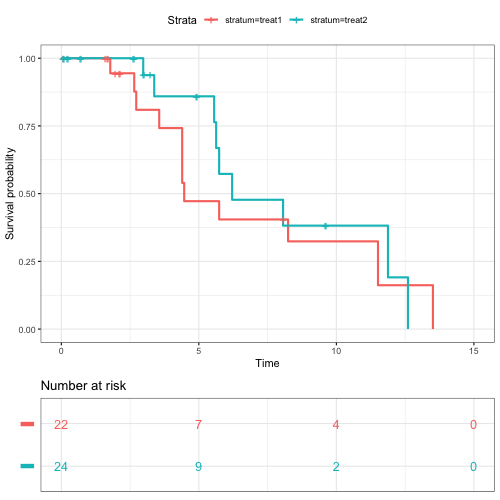 Strata stratum=treat1 stratum=treat2
Survival probability
1.00
0.75
0.50
0.25
0.00
0 5 10 15
Time
Number at risk
22 7 4 0
24 9 2 0